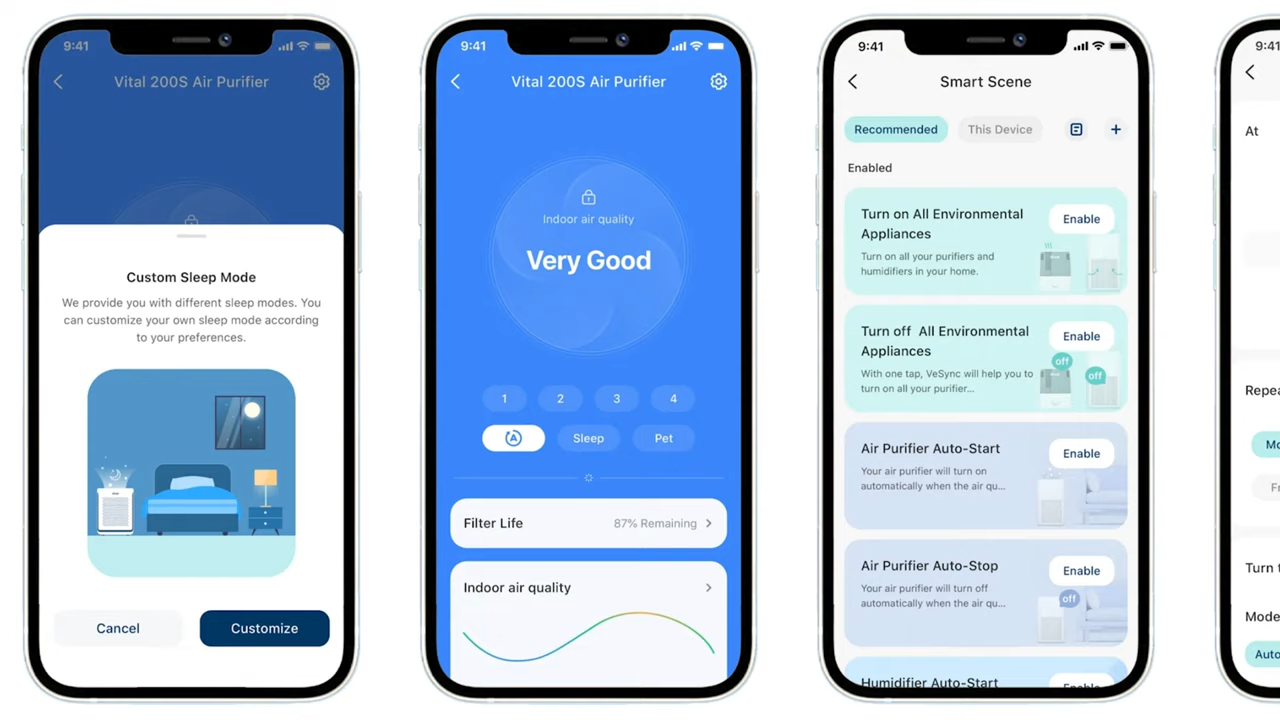 9:41
Vital 200S Air Purifier
Custom Sleep Mode
We provide you with different sleep modes. You
can customize your own sleep mode according
to your preferences.
Cancel
Customize
9:41
Vital 200S Air Purifier
Indoor air quality
Very Good
1 2 3 4
Sleep Pet
Filter Life 87% Remaining
Indoor air quality
9:41
Smart Scene
Recommended This Device
Enabled
Turn on All Environmental
Appliances
Enable
Turn on all your purifiers and
humidifiers in your home.
Turn off All Environmental
Appliances
Enable
With one tap, VeSync will help you to
turn on all your purifier...
off
off
Air Purifier Auto-Start
Enable
Your air purifier will turn on
automatically when the air qu...
Air Purifier Auto-Stop
Enable
Your air purifier will turn off
automatically when the air qu...
off
Humidifier Auto-Start
Enable
9:41
At
Repea
Mo
Fr
Turn t
Mode
Auto